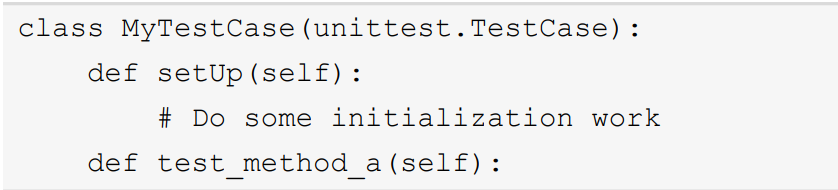 class MyTestCase(unittest.TestCase):
    def setUp(self):
        # Do some initialization work
    def test_method_a(self):